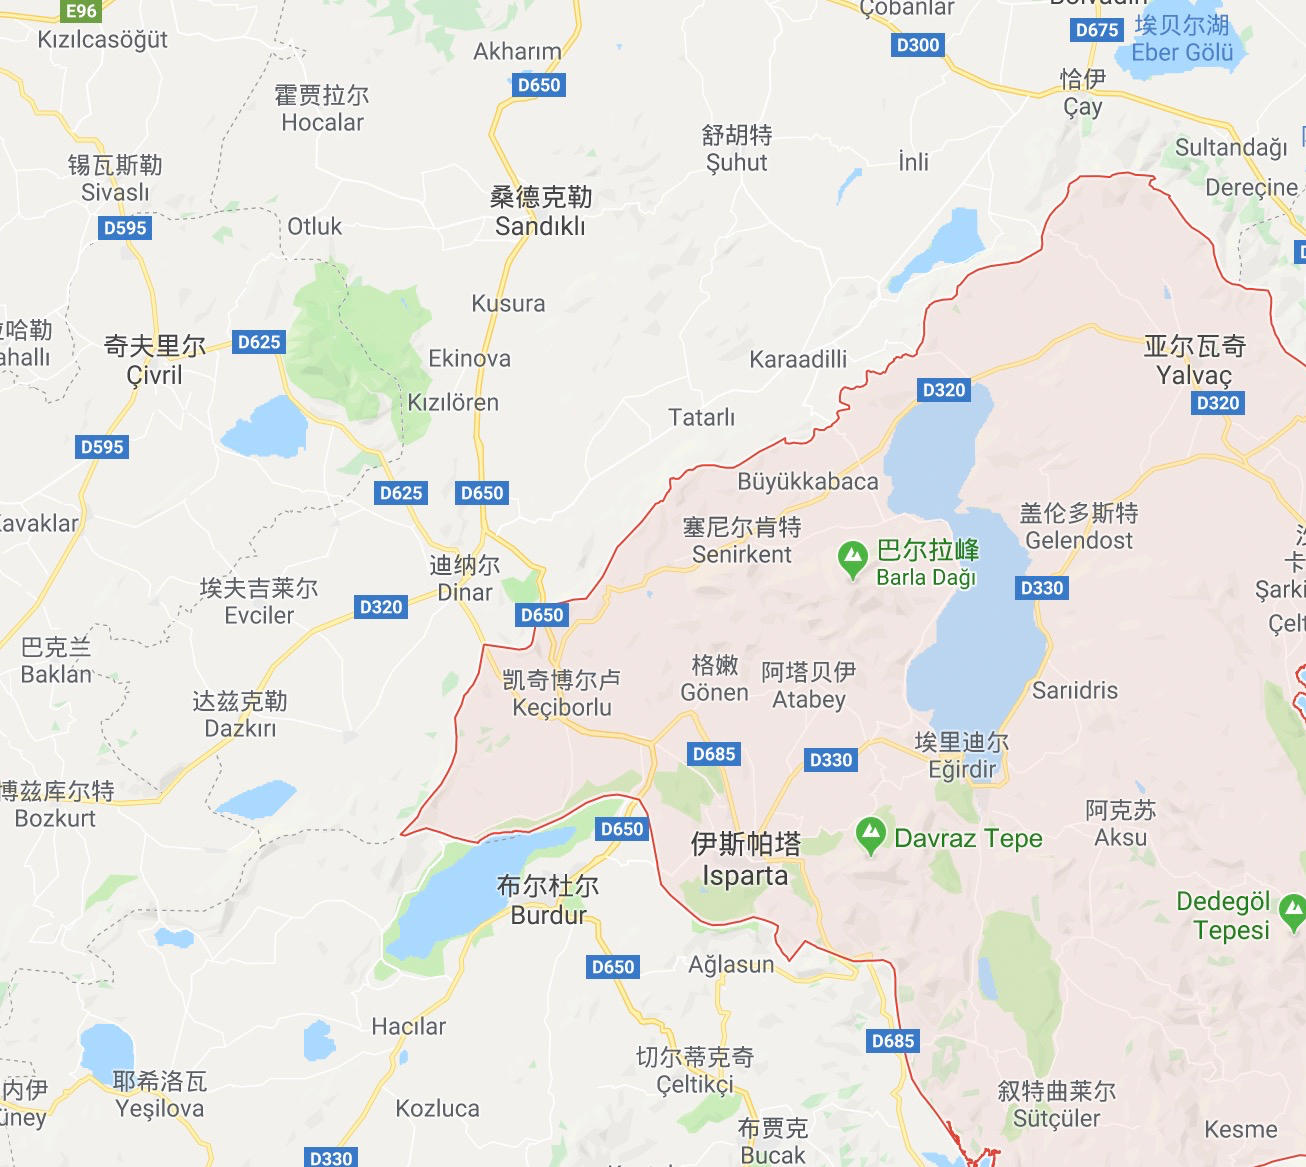 E96
Kızılcasöğüt
Akharım
D650
Çobanlar
D300
D675
埃贝尔湖
Eber Gölü
恰伊
Çay
霍贾拉尔
Hocalar
舒胡特
Şuhut
İnli
Sultandağı
Dereçine
锡瓦斯勒
Sivaslı
D595
Otluk
桑德克勒
Sandıklı
Kusura
奇夫里尔
Çivril
D625
Ekinova
Kızılören
Karaadilli
Tatarlı
D320
亚尔瓦奇
Yalvaç
D320
D595
D625
D650
Büyükkabaca
塞尼尔肯特
Senirkent
盖伦多斯特
Gelendost
巴尔拉峰
Barla Dağı
D330
迪纳尔
Dinar
埃夫吉莱尔
Evciler
D320
D650
巴克兰
Baklan
达兹克勒
Dazkırı
凯奇博尔卢
Keçiborlu
格嫩
Gönen
阿塔贝伊
Atabey
Sarıidris
D685
D330
埃里迪尔
Eğirdir
博兹库尔特
Bozkurt
D650
伊斯帕塔
Isparta
Davraz Tepe
阿克苏
Aksu
布尔杜尔
Burdur
Dedegöl
Tepesi
D650
Ağlasun
Hacılar
D685
切尔蒂克奇
Çeltikçi
耶希洛瓦
Yeşilova
Kozluca
叙特曲莱尔
Sütçüler
布贾克
Bucak
Kesme
D330